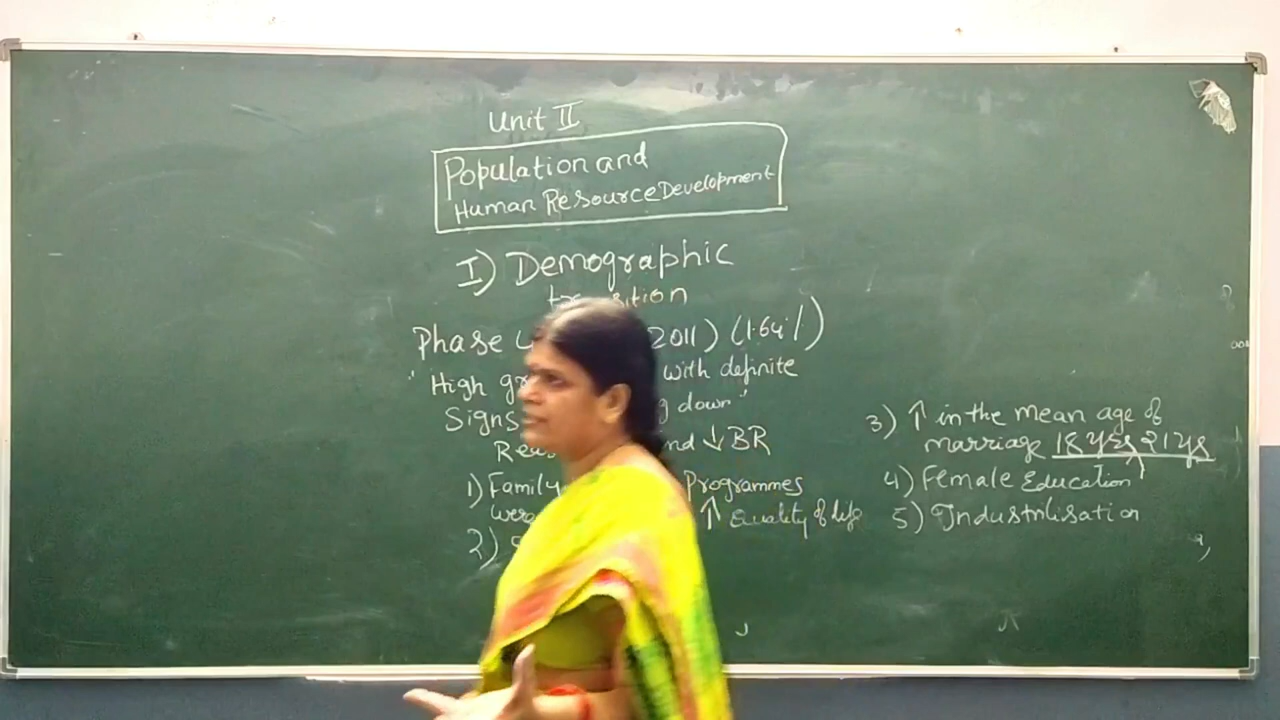 Unit II
Population and
Human Resource Development
I) Demographic
Phase 2011) (1.64%)
"High with definite
Signs down"
BR
1) Family Programmes
↑ Quality of life
2)
3) ↑ in the mean age of
marriage 18 yrs, 21 yrs
4) Female Education
5) Industrilisation